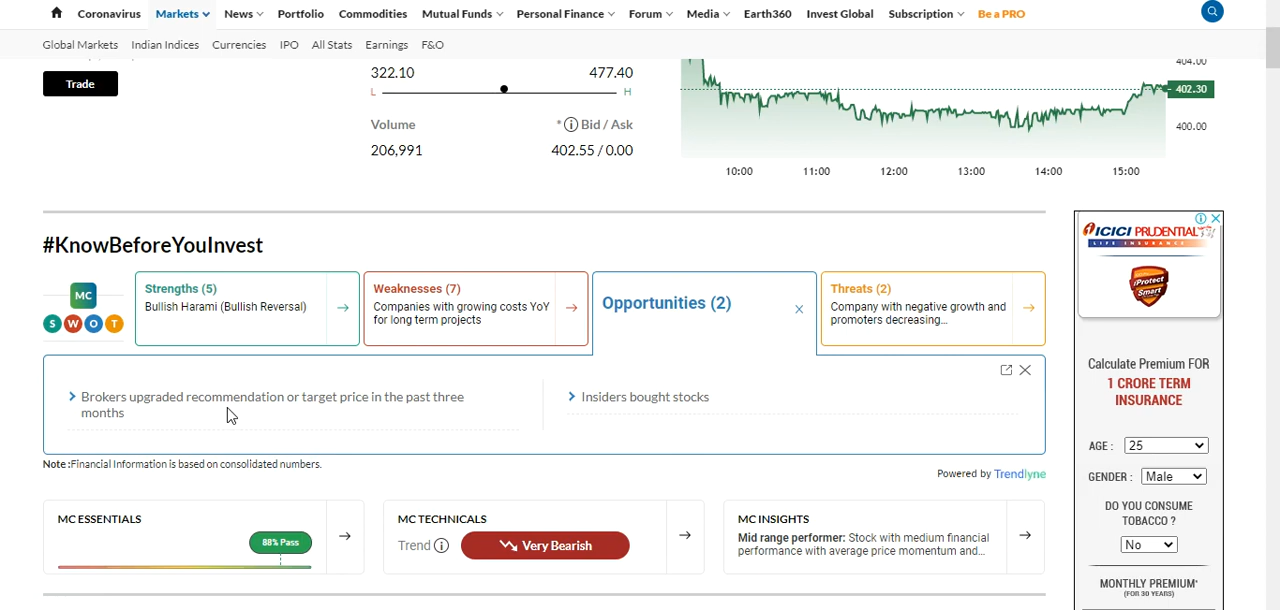 Coronavirus Markets News Portfolio Commodities Mutual Funds Personal Finance Forum Media Earth360 Invest Global Subscription Be a PRO
Global Markets Indian Indices Currencies IPO All Stats Earnings F&O
Trade
322.10 477.40
L H
Volume * Bid / Ask
206,991 402.55 / 0.00
404.00
402.30
400.00
10:00 11:00 12:00 13:00 14:00 15:00
#KnowBeforeYouInvest
MC
S W O T
Strengths (5)
Bullish Harami (Bullish Reversal)
Weaknesses (7)
Companies with growing costs YoY
for long term projects
Opportunities (2)
Threats (2)
Company with negative growth and
promoters decreasing...
Brokers upgraded recommendation or target price in the past three
months
Insiders bought stocks
Note :Financial Information is based on consolidated numbers.
Powered by Trendlyne
MC ESSENTIALS
88% Pass
MC TECHNICALS
Trend Very Bearish
MC INSIGHTS
Mid range performer: Stock with medium financial
performance with average price momentum and...
ICICI PRUDENTIAL
LIFE INSURANCE
iProtect
Smart
Calculate Premium FOR
1 CRORE TERM
INSURANCE
AGE : 25
GENDER : Male
DO YOU CONSUME
TOBACCO ?
No
MONTHLY PREMIUM*
(FOR 30 YEARS)